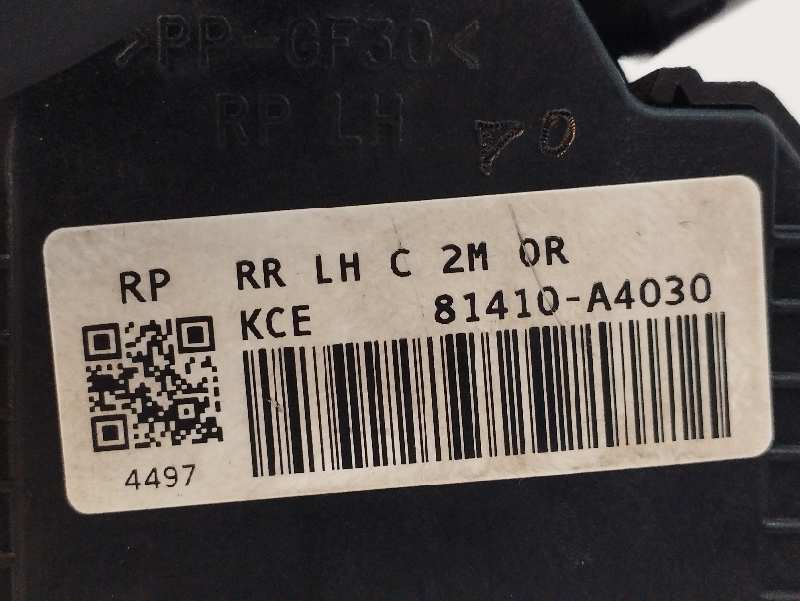 >PP-GF30<
RP LH
RP
RR LH C 2M OR
KCE 81410-A4030
4497